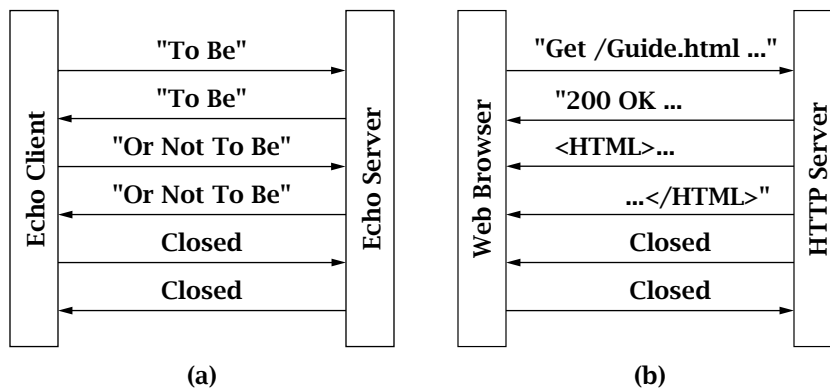 Echo Client
"To Be"
"To Be"
"Or Not To Be"
"Or Not To Be"
Closed
Closed
Echo Server
(a)
Web Browser
"Get /Guide.html ..."
"200 OK ...
<HTML>...
...</HTML>"
Closed
Closed
HTTP Server
(b)